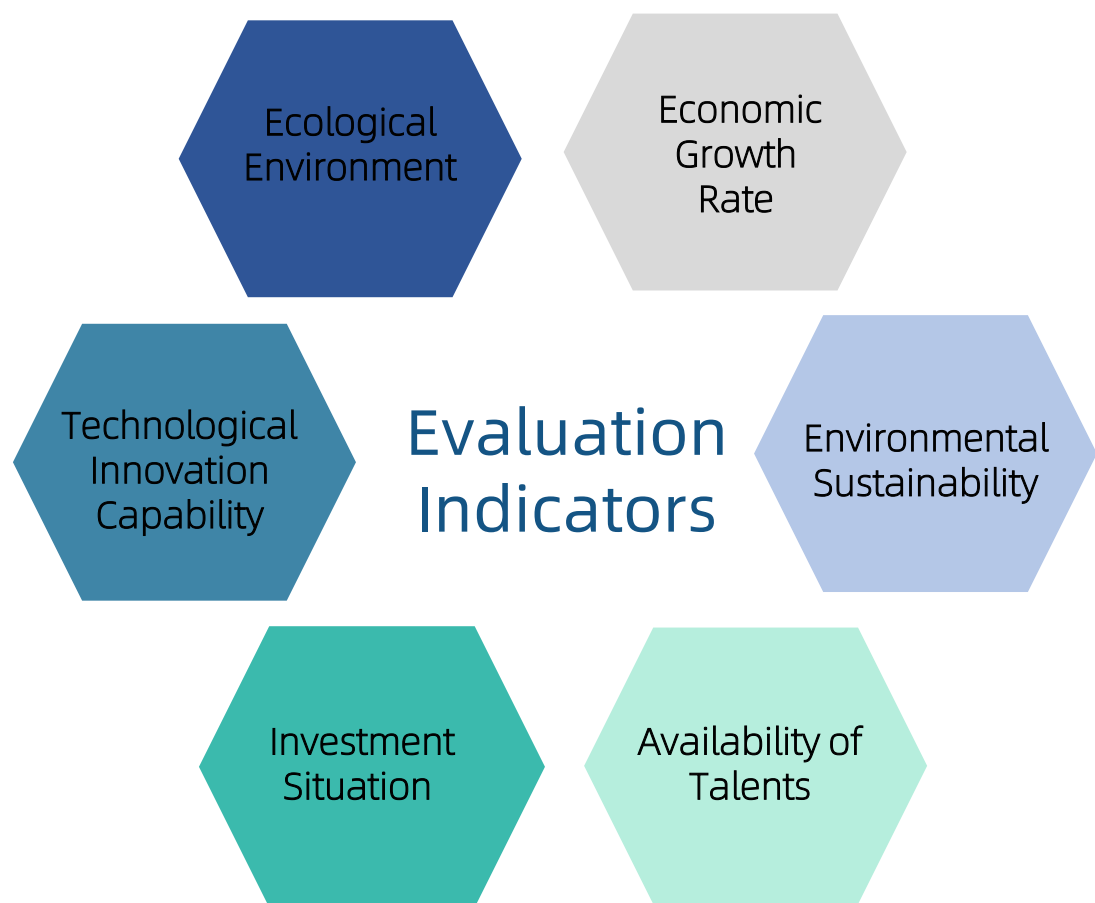 Ecological
Environment
Economic
Growth
Rate
Technological
Innovation
Capability
Evaluation
Indicators
Environmental
Sustainability
Investment
Situation
Availability of
Talents